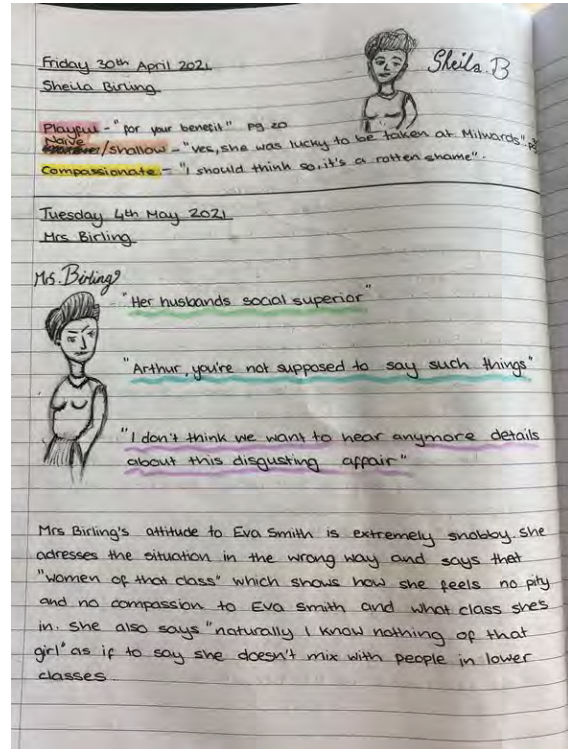 Friday 30th April 2021
Sheila B
Sheila Birling
Playful - "for your benefit" pg 20
Naive
/shallow - "yes, she was lucky to be taken at Milwards". pg
Compassionate - "I should think so, it's a rotten shame".
Tuesday 4th May 2021
Mrs Birling
Mrs. Birling
"Her husbands social superior"
"Arthur, you're not supposed to say such things"
"I don't think we want to hear anymore details
about this disgusting affair"
Mrs Birling's attitude to Eva Smith is extremely snobby. she
adresses the situation in the wrong way and says that
"women of that class" which shows how she feels no pity
and no compassion to Eva Smith and what class shes
in. she also says "naturally I know nothing of that
girl" as if to say she doesn't mix with people in lower
classes